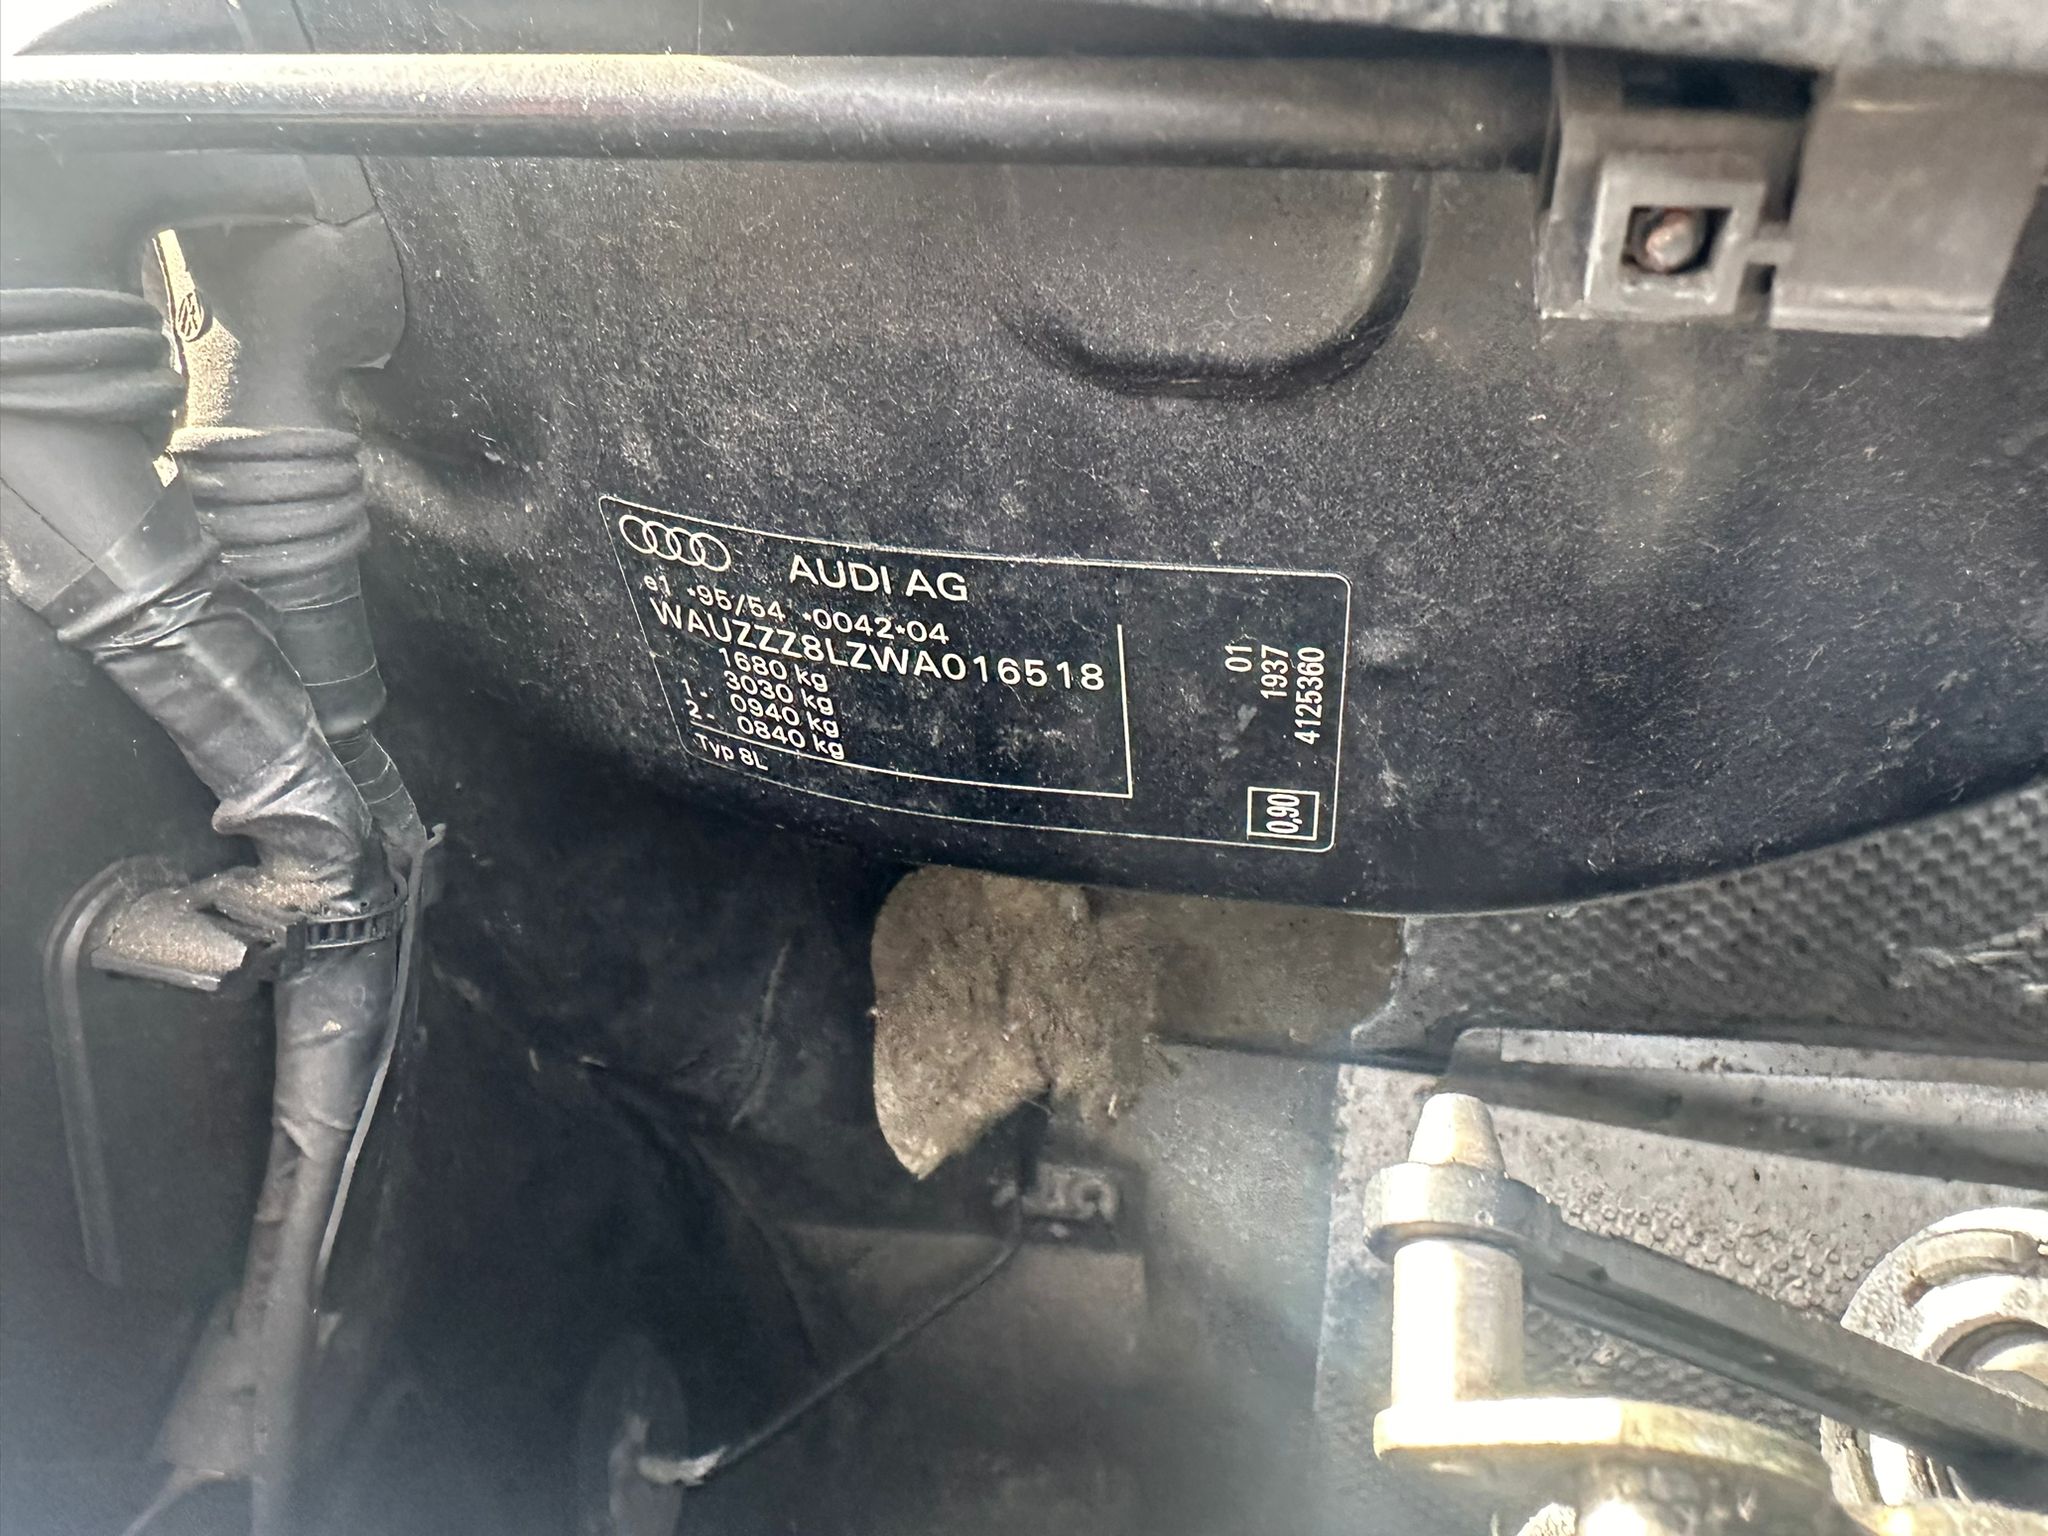 AUDI AG
e1 *95/54 *0042*04
WAUZZZ8LZWA016518
1680 kg
3030 kg
1- 0940 kg
2- 0840 kg
Typ 8L
01
1937
4125360
0,90